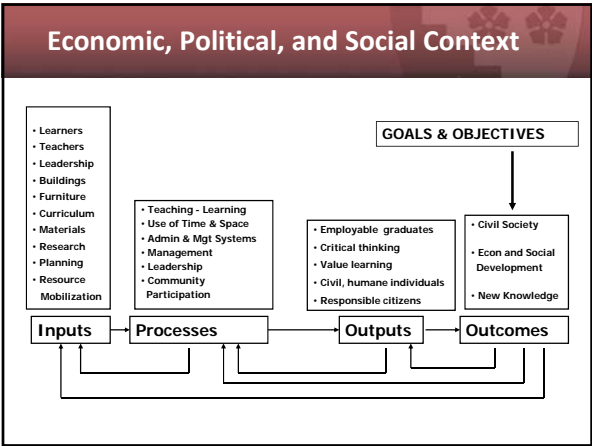 Economic, Political, and Social Context
• Learners
• Teachers
• Leadership
• Buildings
• Furniture
• Curriculum
• Materials
• Research
• Planning
• Resource
Mobilization
• Teaching - Learning
• Use of Time & Space
• Admin & Mgt Systems
• Management
• Leadership
• Community
Participation
• Employable graduates
• Critical thinking
• Value learning
• Civil, humane individuals
• Responsible citizens
GOALS & OBJECTIVES
• Civil Society
• Econ and Social
Development
• New Knowledge
Inputs
Processes
Outputs
Outcomes